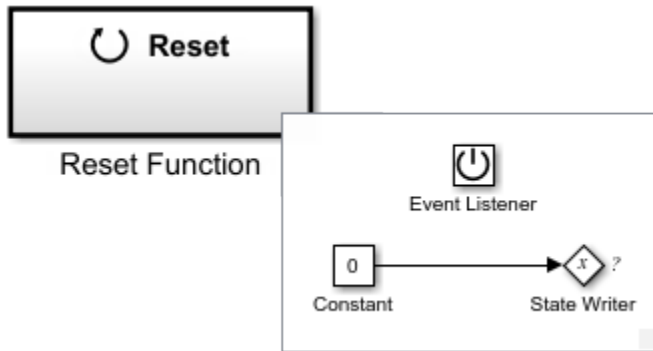 Reset
Reset Function
Event Listener
0
x ?
Constant
State Writer